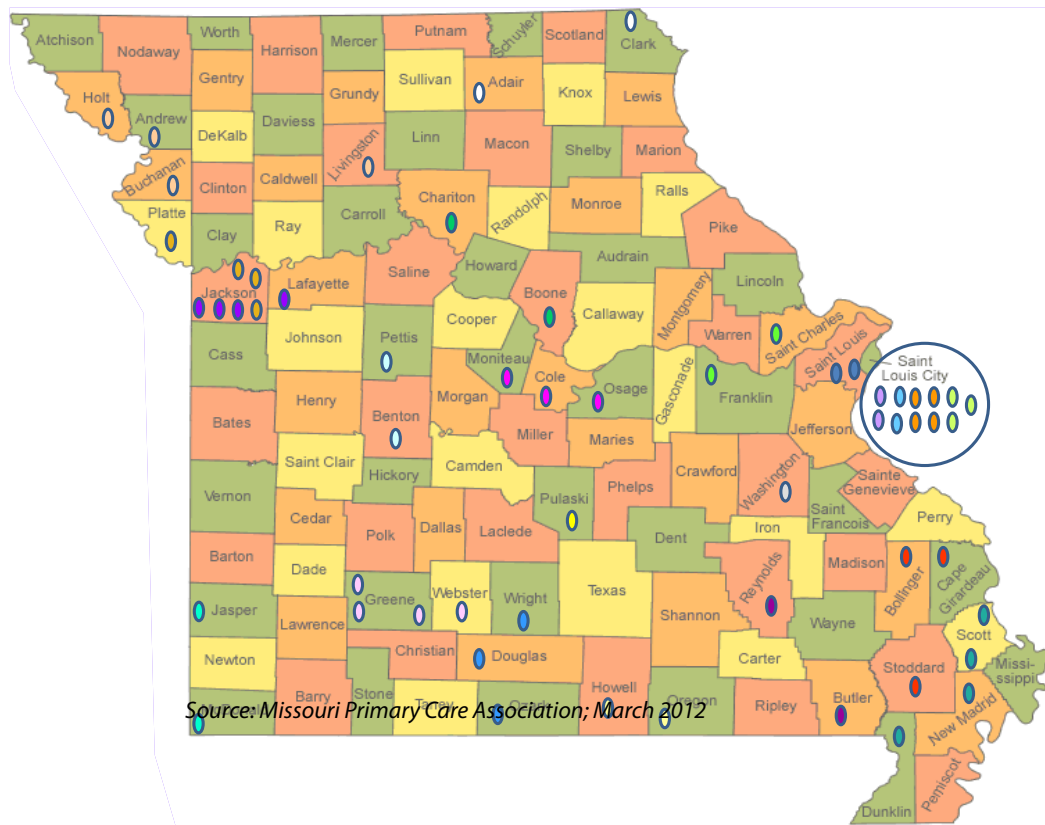 Atchison
Nodaway
Worth
Harrison
Mercer
Putnam
Schuyler
Scotland
Clark
Holt
Andrew
Gentry
DeKalb
Daviess
Grundy
Sullivan
Adair
Knox
Lewis
Buchanan
Clinton
Caldwell
Livingston
Linn
Macon
Shelby
Marion
Platte
Clay
Ray
Carroll
Chariton
Randolph
Monroe
Ralls
Pike
Jackson
Lafayette
Saline
Howard
Boone
Audrain
Callaway
Montgomery
Lincoln
Warren
Saint Charles
Saint Louis
Saint
Louis City
Cass
Johnson
Pettis
Cooper
Moniteau
Cole
Osage
Gasconade
Franklin
Jefferson
Bates
Henry
Benton
Morgan
Miller
Maries
Saint Clair
Hickory
Camden
Pulaski
Phelps
Crawford
Washington
Sainte
Genevieve
Saint
Francois
Perry
Vernon
Cedar
Polk
Dallas
Laclede
Dent
Iron
Madison
Bollinger
Cape
Girardeau
Barton
Dade
Greene
Webster
Wright
Texas
Shannon
Reynolds
Wayne
Jasper
Lawrence
Christian
Douglas
Carter
Scott
Stoddard
Missi-
ssippi
Newton
Barry
Stone
Taney
Howell
Oregon
Ripley
Butler
New Madrid
Source: Missouri Primary Care Association; March 2012
Dunklin
Pemiscot